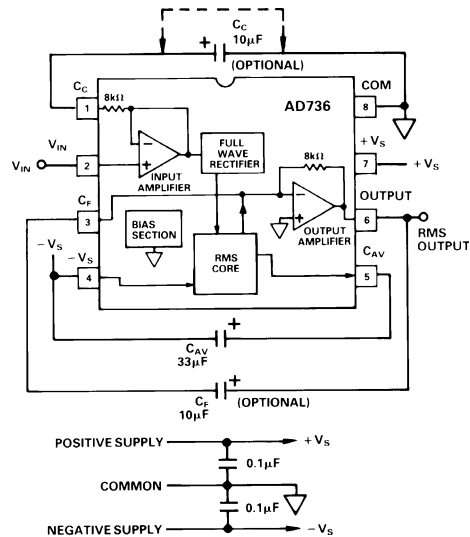 CC
10µF
+
(OPTIONAL)
CC
8kΩ
AD736
COM
1
8
VIN
VIN
2
−
+
INPUT
AMPLIFIER
FULL
WAVE
RECTIFIER
+VS
7
+VS
8kΩ
CF
3
−
+
OUTPUT
6
RMS
OUTPUT
BIAS
SECTION
OUTPUT
AMPLIFIER
−VS
−VS
4
RMS
CORE
CAV
5
+
CAV
33µF
+
CF
10µF
(OPTIONAL)
POSITIVE SUPPLY
+VS
0.1µF
COMMON
0.1µF
NEGATIVE SUPPLY
−VS